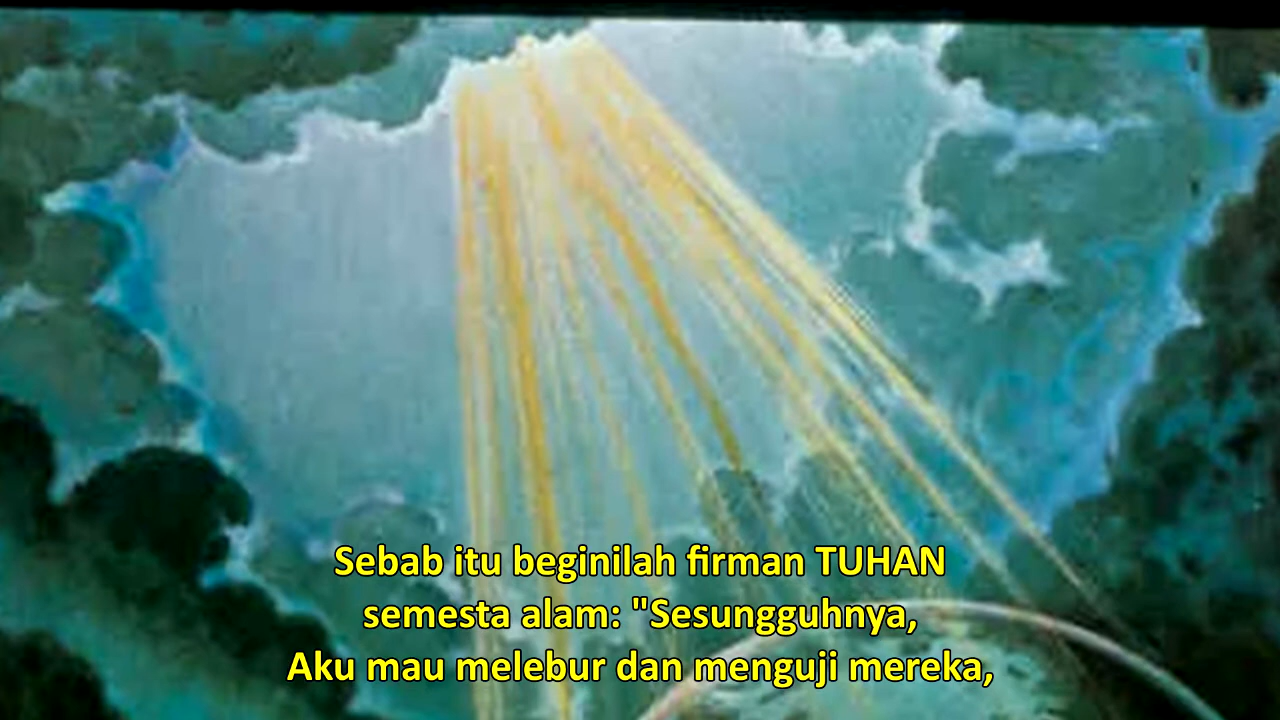 Sebab itu beginilah firman TUHAN
semesta alam: "Sesungguhnya,
Aku mau melebur dan menguji mereka,